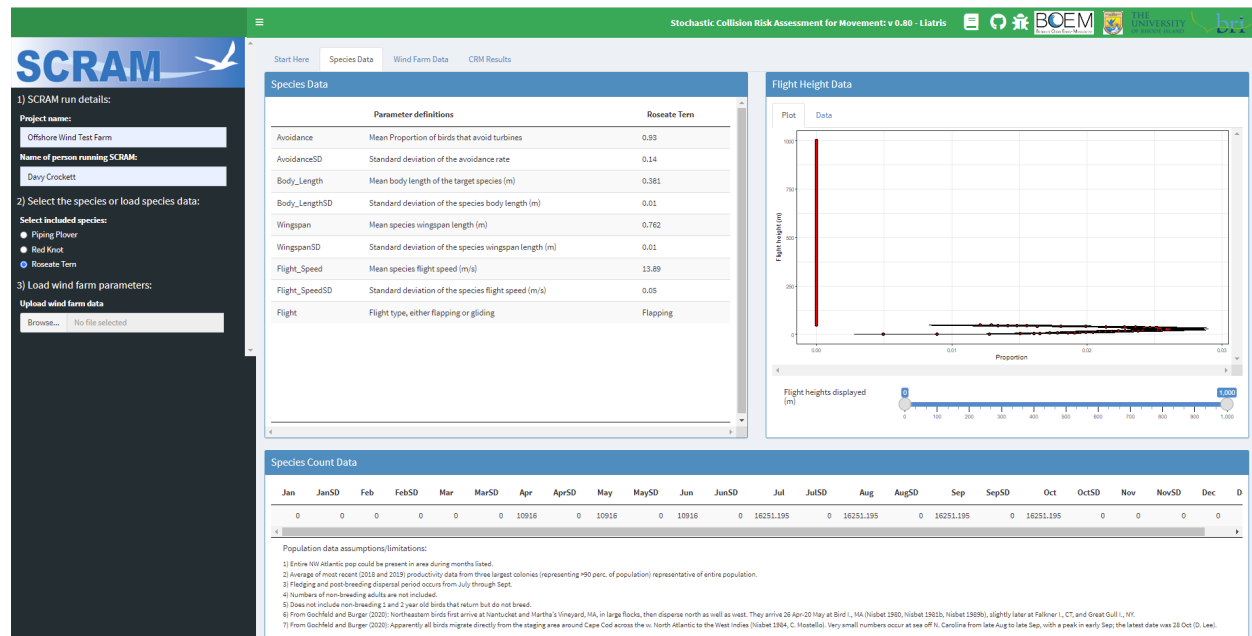 Stochastic Collision Risk Assessment for Movement: v 0.80 - Liatris
BOEM
THE UNIVERSITY OF RHODE ISLAND
bri
SCRAM
1) SCRAM run details:
Project name:
Offshore Wind Test Farm
Name of person running SCRAM:
Davy Crockett
2) Select the species or load species data:
Select included species:
Piping Plover
Red Knot
Roseate Tern
3) Load wind farm parameters:
Upload wind farm data
Browse... No file selected
Start Here Species Data Wind Farm Data CRM Results
Species Data
Parameter definitions Roseate Tern
Avoidance Mean Proportion of birds that avoid turbines 0.93
AvoidanceSD Standard deviation of the avoidance rate 0.14
Body_Length Mean body length of the target species (m) 0.381
Body_LengthSD Standard deviation of the species body length (m) 0.01
Wingspan Mean species wingspan length (m) 0.762
WingspanSD Standard deviation of the species wingspan length (m) 0.01
Flight_Speed Mean species flight speed (m/s) 13.89
Flight_SpeedSD Standard deviation of the species flight speed (m/s) 0.05
Flight Flight type, either flapping or gliding Flapping
Flight Height Data
Plot Data
Flight height (m)
1000
750
500
250
0
0.00 0.01 0.02 0.03
Proportion
Flight heights displayed (m)
0 1,000
0 100 200 300 400 500 600 700 800 900 1,000
Species Count Data
Jan JanSD Feb FebSD Mar MarSD Apr AprSD May MaySD Jun JunSD Jul JulSD Aug AugSD Sep SepSD Oct OctSD Nov NovSD Dec D
0 0 0 0 0 0 10916 0 10916 0 10916 0 16251.195 0 16251.195 0 16251.195 0 16251.195 0 0 0 0
Population data assumptions/limitations:
1) Entire NW Atlantic pop could be present in area during months listed.
2) Average of most recent (2018 and 2019) productivity data from three largest colonies (representing >90 perc. of population) representative of entire population.
3) Fledging and post-breeding dispersal period occurs from July through Sept.
4) Numbers of non-breeding adults are not included.
5) Does not include non-breeding 1 and 2 year old birds that return but do not breed.
6) From Gochfeld and Burger (2020): Northeastern birds first arrive at Nantucket and Martha's Vineyard, MA, in large flocks, then disperse north as well as west. They arrive 26 Apr-20 May at Bird I., MA (Nisbet 1980, Nisbet 1981b, Nisbet 1989b), slightly later at Falkner I., CT, and Great Gull I., NY.
7) From Gochfeld and Burger (2020): Apparently all birds migrate directly from the staging area around Cape Cod across the w. North Atlantic to the West Indies (Nisbet 1984, C. Mostello). Very small numbers occur at sea off N. Carolina from late Aug to late Sep, with a peak in early Sep; the latest date was 28 Oct (D. Lee).